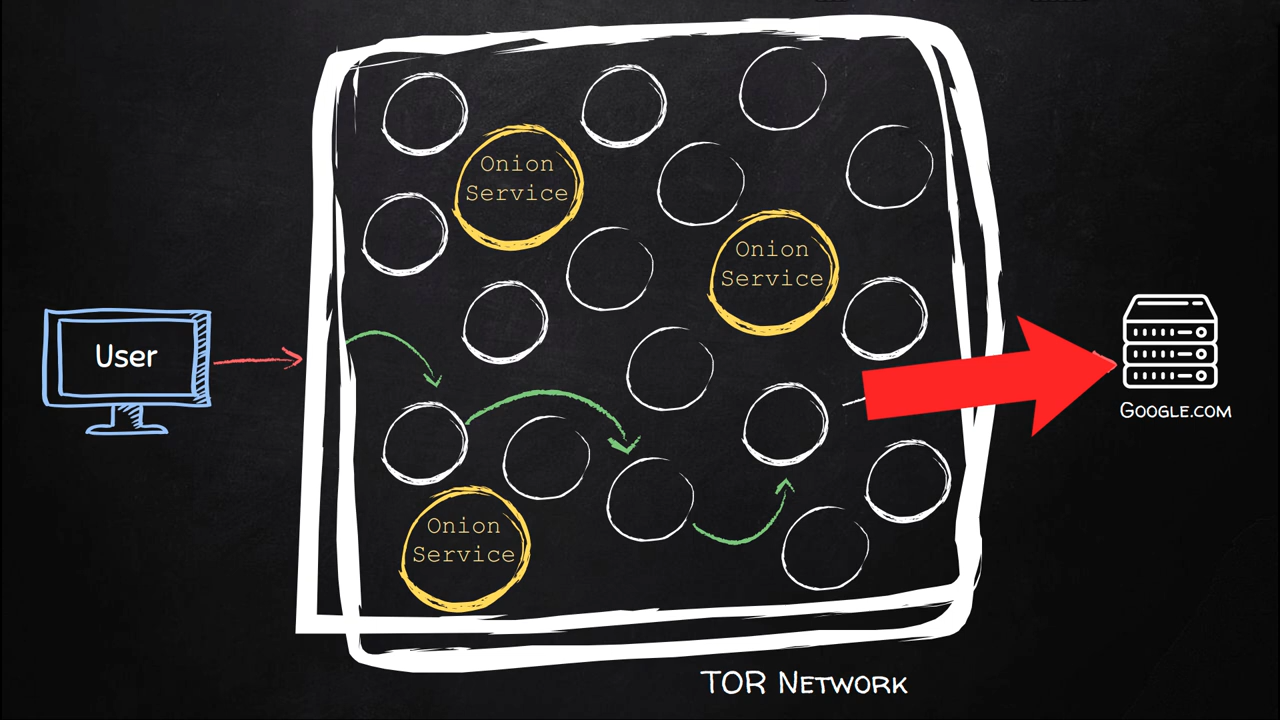 Onion
Service
Onion
Service
User
Google.com
Onion
Service
TOR Network